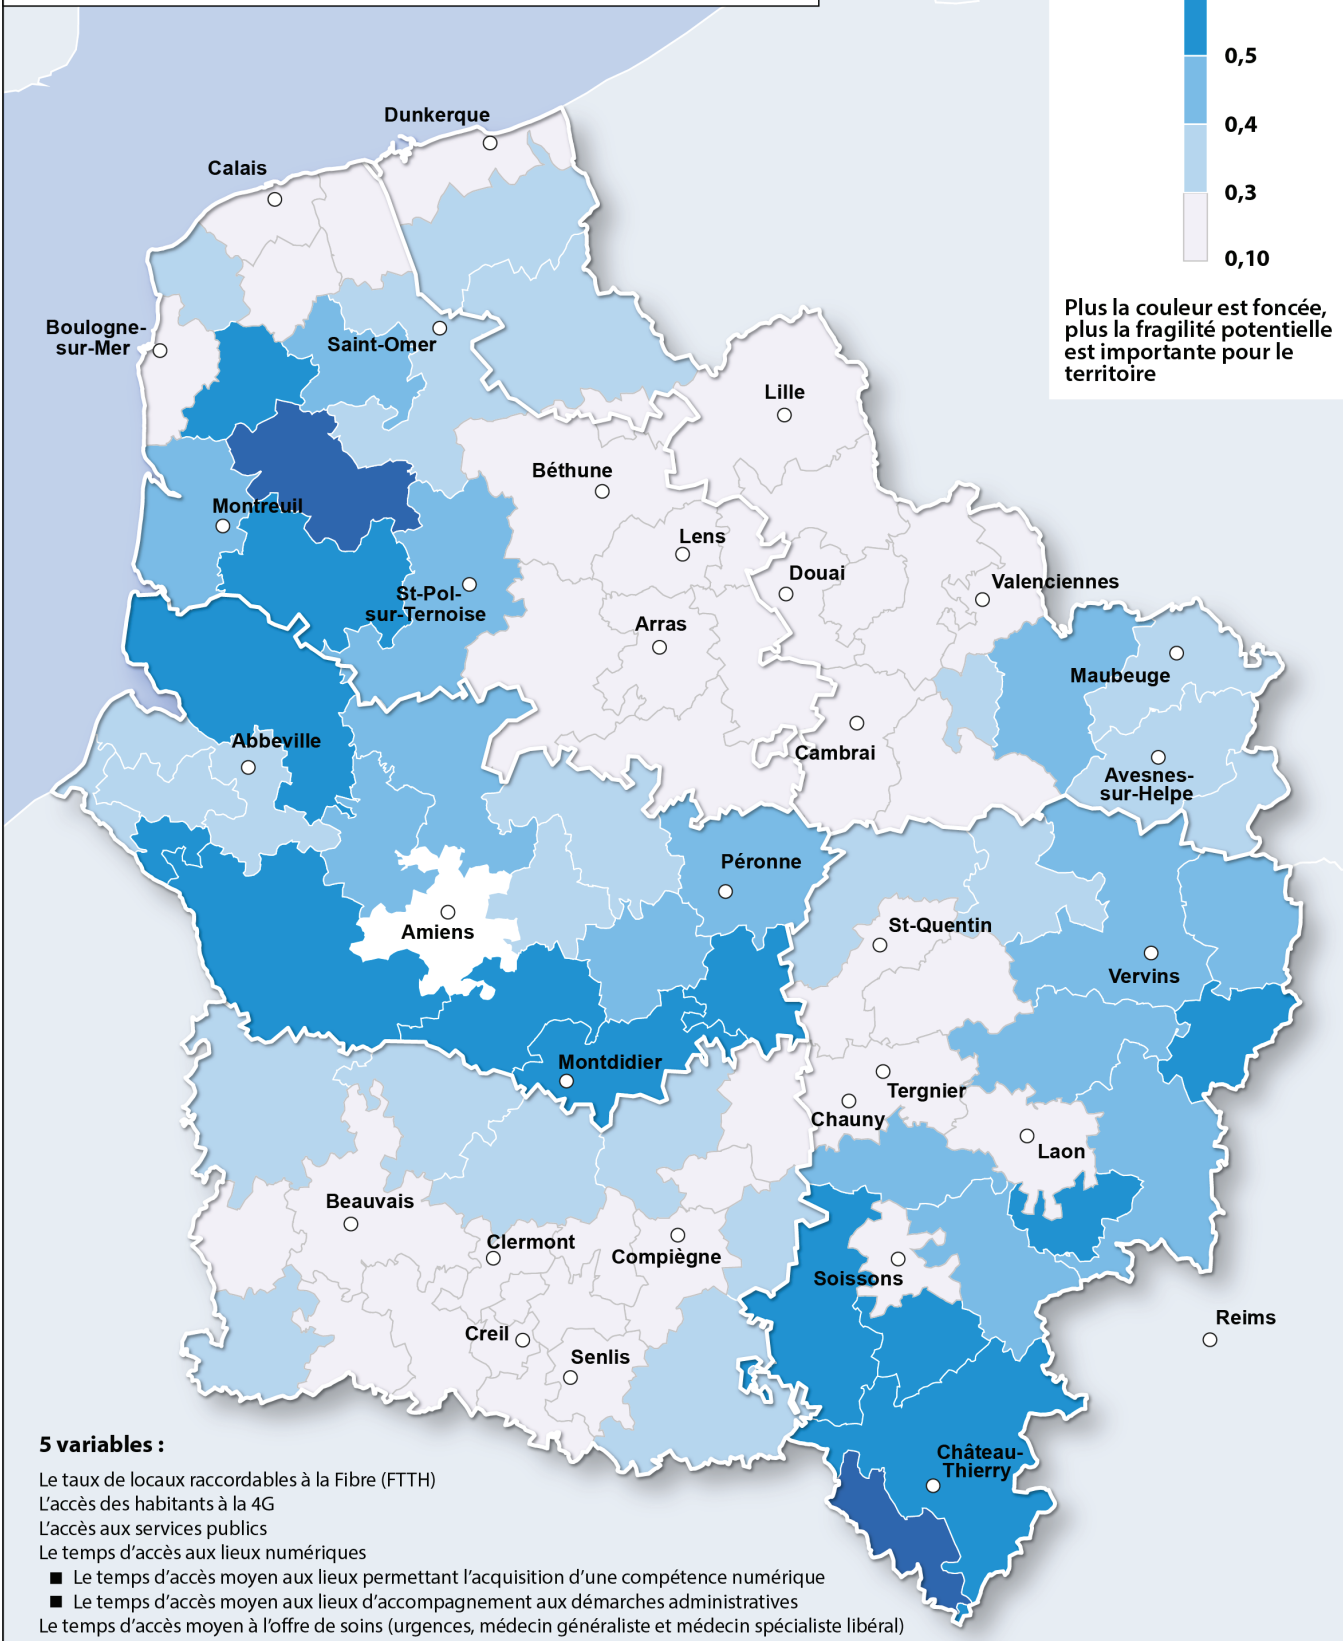 0,5
0,4
0,3
0,10
Plus la couleur est foncée,
plus la fragilité potentielle
est importante pour le
territoire
Dunkerque
Calais
Boulogne-
sur-Mer
Saint-Omer
Lille
Béthune
Montreuil
Lens
Douai
Valenciennes
St-Pol-
sur-Ternoise
Arras
Maubeuge
Abbeville
Cambrai
Avesnes-
sur-Helpe
Péronne
Amiens
St-Quentin
Vervins
Montdidier
Tergnier
Chauny
Laon
Beauvais
Clermont
Compiègne
Soissons
Reims
Creil
Senlis
Château-
Thierry
5 variables :
Le taux de locaux raccordables à la Fibre (FTTH)
L’accès des habitants à la 4G
L’accès aux services publics
Le temps d’accès aux lieux numériques
■ Le temps d’accès moyen aux lieux permettant l’acquisition d’une compétence numérique
■ Le temps d’accès moyen aux lieux d’accompagnement aux démarches administratives
Le temps d’accès moyen à l’offre de soins (urgences, médecin généraliste et médecin spécialiste libéral)